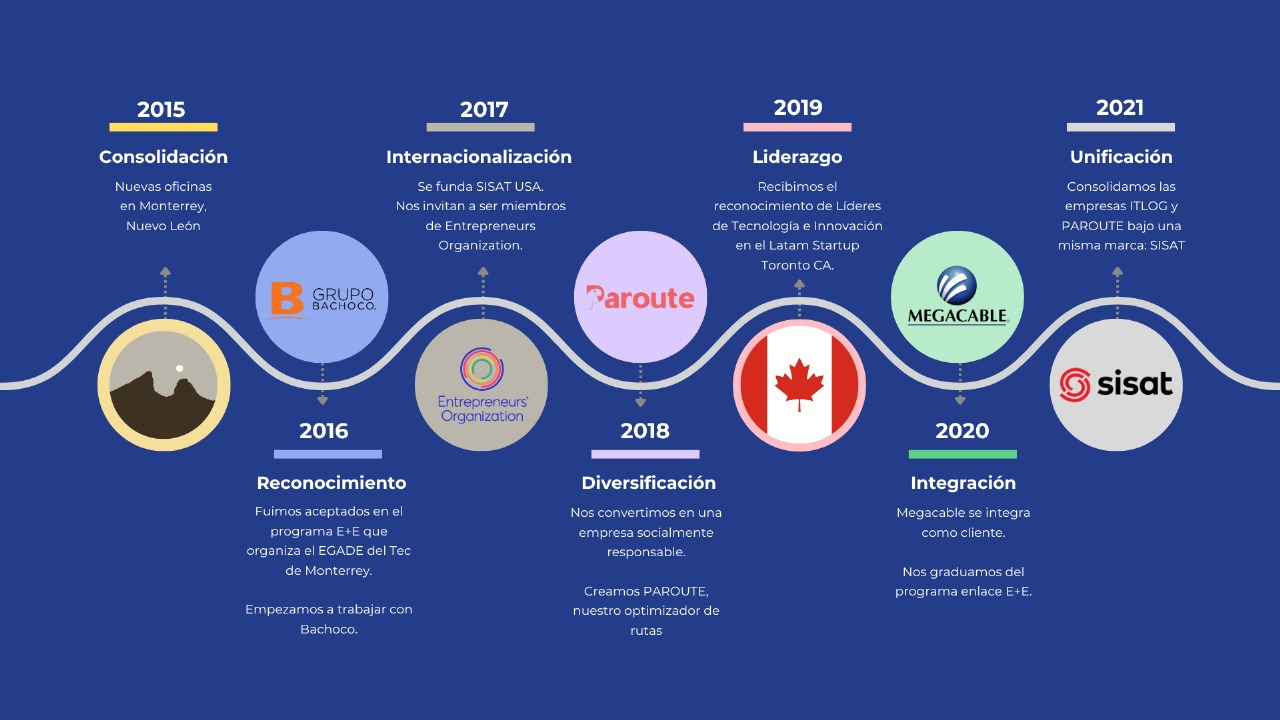 2015
Consolidación
Nuevas oficinas
en Monterrey,
Nuevo León
2016
Reconocimiento
Fuimos aceptados en el
programa E+E que
organiza el EGADE del Tec
de Monterrey.
Empezamos a trabajar con
Bachoco.
GRUPO
BACHOCO.
2017
Internacionalización
Se funda SISAT USA.
Nos invitan a ser miembros
de Entrepreneurs
Organization.
Entrepreneurs'
Organization
2018
Diversificación
Nos convertimos en una
empresa socialmente
responsable.
Creamos PAROUTE,
nuestro optimizador de
rutas
Paroute
2019
Liderazgo
Recibimos el
reconocimiento de Líderes
de Tecnología e Innovación
en el Latam Startup
Toronto CA.
2020
Integración
Megacable se integra
como cliente.
Nos graduamos del
programa enlace E+E.
MEGACABLE
2021
Unificación
Consolidamos las
empresas ITLOG y
PAROUTE bajo una
misma marca: SISAT
sisat